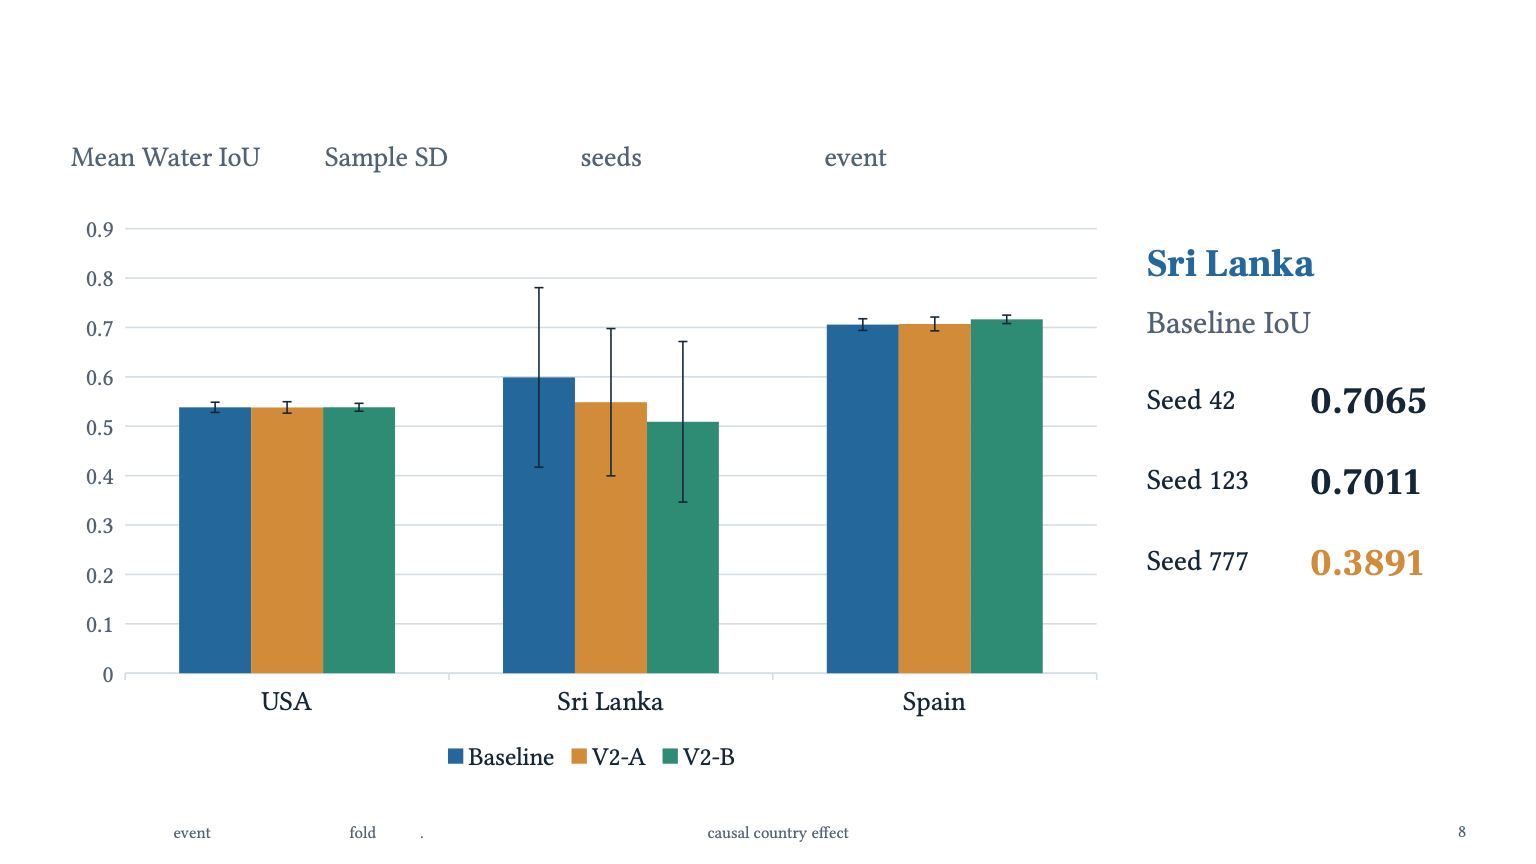 Mean Water IoU Sample SD seeds event
0.9
0.8
0.7
0.6
0.5
0.4
0.3
0.2
0.1
0
USA Sri Lanka Spain
Baseline V2-A V2-B
Sri Lanka
Baseline IoU
Seed 42 0.7065
Seed 123 0.7011
Seed 777 0.3891
event fold . causal country effect 8